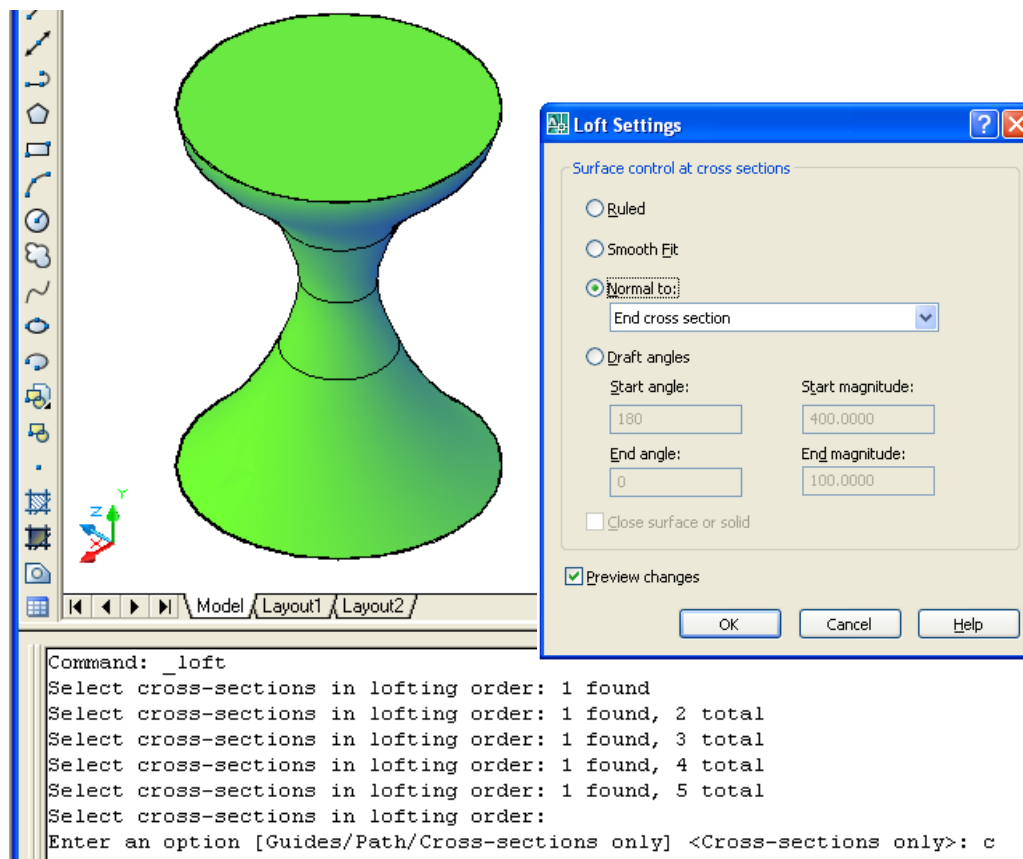 Loft Settings
Surface control at cross sections
Ruled
Smooth Fit
Normal to:
End cross section
Draft angles
Start angle: Start magnitude:
180 400.0000
End angle: End magnitude:
0 100.0000
Close surface or solid
Preview changes
OK Cancel Help
Y
Z
X
Model Layout1 Layout2
Command: _loft
Select cross-sections in lofting order: 1 found
Select cross-sections in lofting order: 1 found, 2 total
Select cross-sections in lofting order: 1 found, 3 total
Select cross-sections in lofting order: 1 found, 4 total
Select cross-sections in lofting order: 1 found, 5 total
Select cross-sections in lofting order:
Enter an option [Guides/Path/Cross-sections only] <Cross-sections only>: c